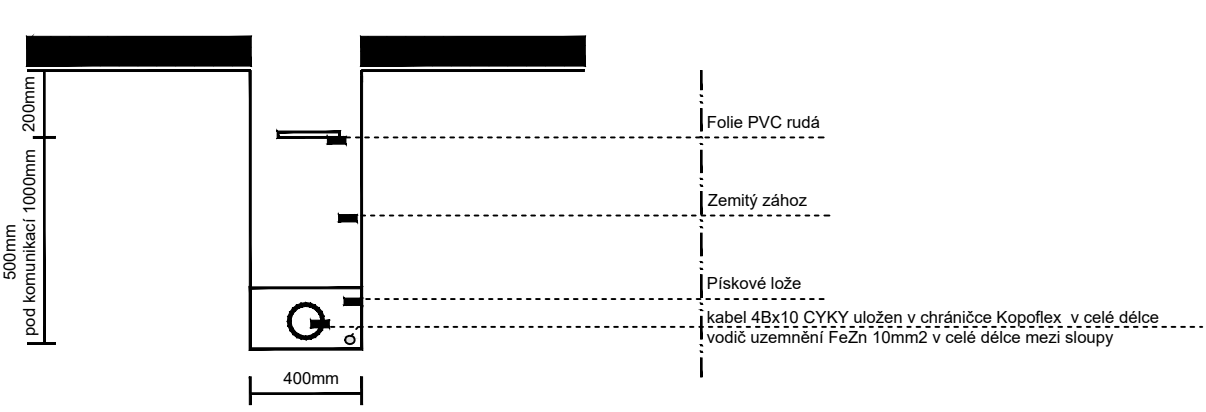 200mm
Folie PVC rudá
Zemitý zához
500mm
pod komunikací 1000mm
Pískové lože
kabel 4Bx10 CYKY uložen v chráničce Kopoflex v celé délce
vodič uzemnění FeZn 10mm2 v celé délce mezi sloupy
400mm